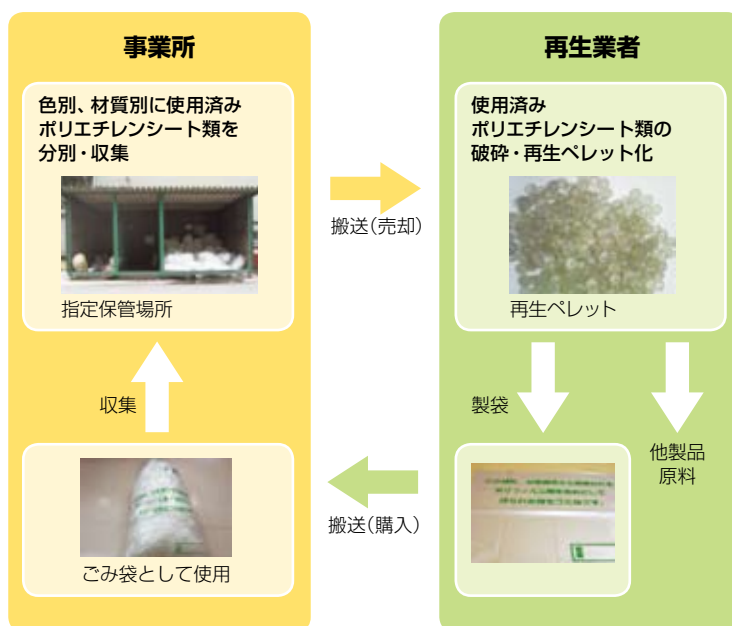 事業所
色別、材質別に使用済み
ポリエチレンシート類を
分別・収集
指定保管場所
収集
ごみ袋として使用
搬送(売却)
搬送(購入)
再生業者
使用済み
ポリエチレンシート類の
破砕・再生ペレット化
再生ペレット
製袋
他製品
原料